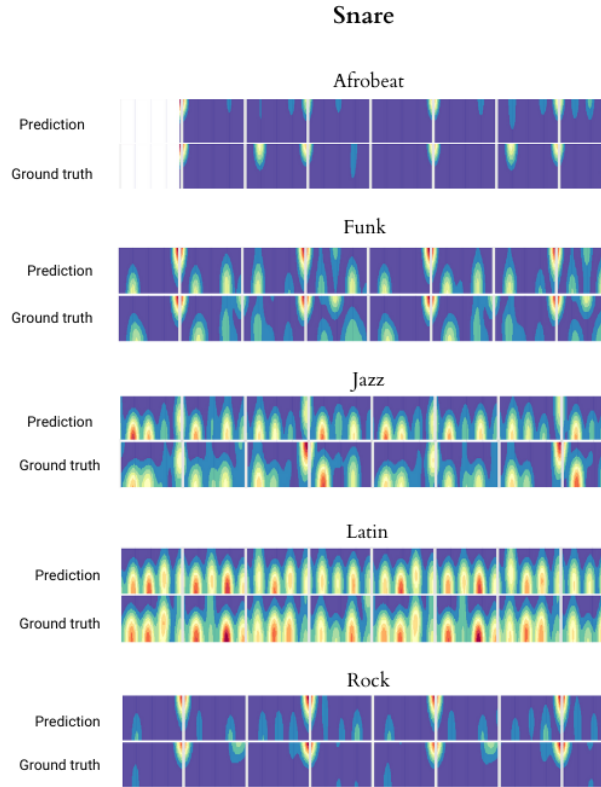 Snare
Afrobeat
Prediction
Ground truth
Funk
Prediction
Ground truth
Jazz
Prediction
Ground truth
Latin
Prediction
Ground truth
Rock
Prediction
Ground truth